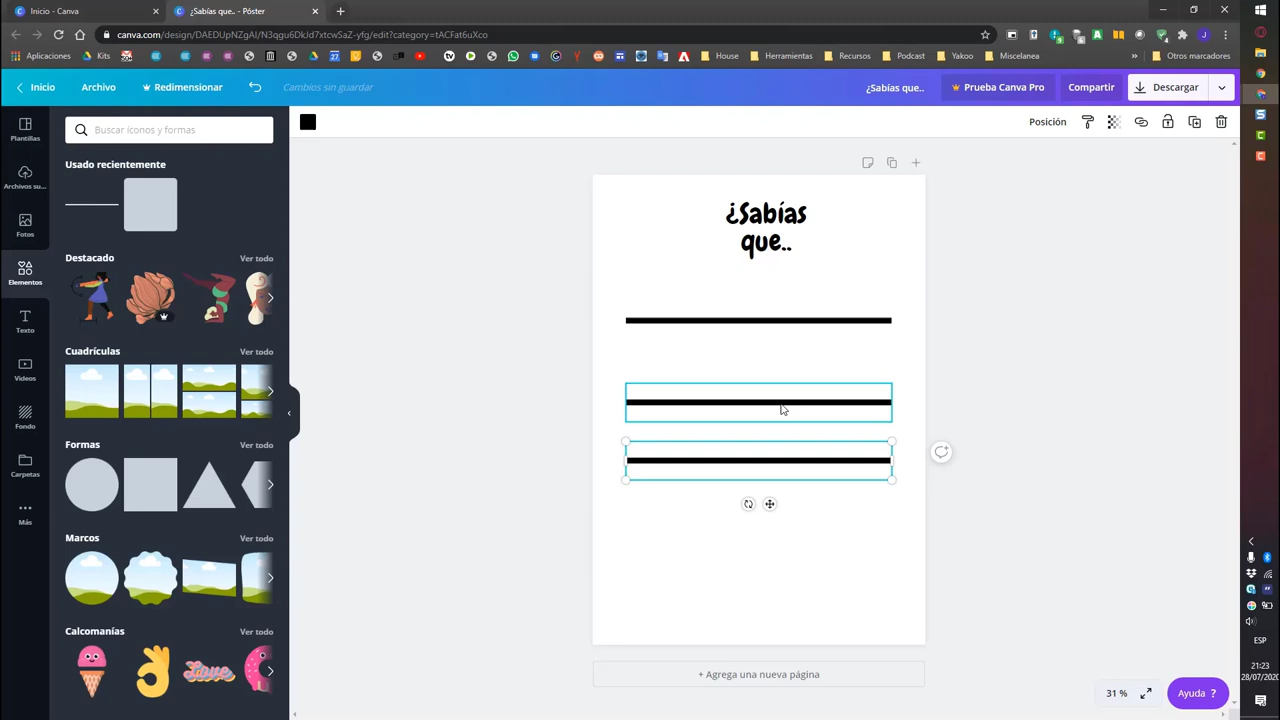 Inicio - Canva
¿Sabías que.. - Póster
canva.com/design/DAEDUpNZgAI/N3qgu6DkJd7xtcwSaZ-yfg/edit?category=tACFat6uXco
Aplicaciones
Kits
House
Herramientas
Recursos
Podcast
Yakoo
Miscelanea
Otros marcadores
Inicio
Archivo
Redimensionar
Cambios sin guardar
¿Sabías que..
Prueba Canva Pro
Compartir
Descargar
Buscar íconos y formas
Posición
Plantillas
Archivos su...
Fotos
Elementos
Texto
Videos
Fondo
Carpetas
Más
Usado recientemente
Destacado
Ver todo
Cuadrículas
Ver todo
Formas
Ver todo
Marcos
Ver todo
Calcomanías
Ver todo
Love
¿Sabías
que..
+ Agrega una nueva página
31 %
Ayuda ?
ESP
21:23
28/07/2020